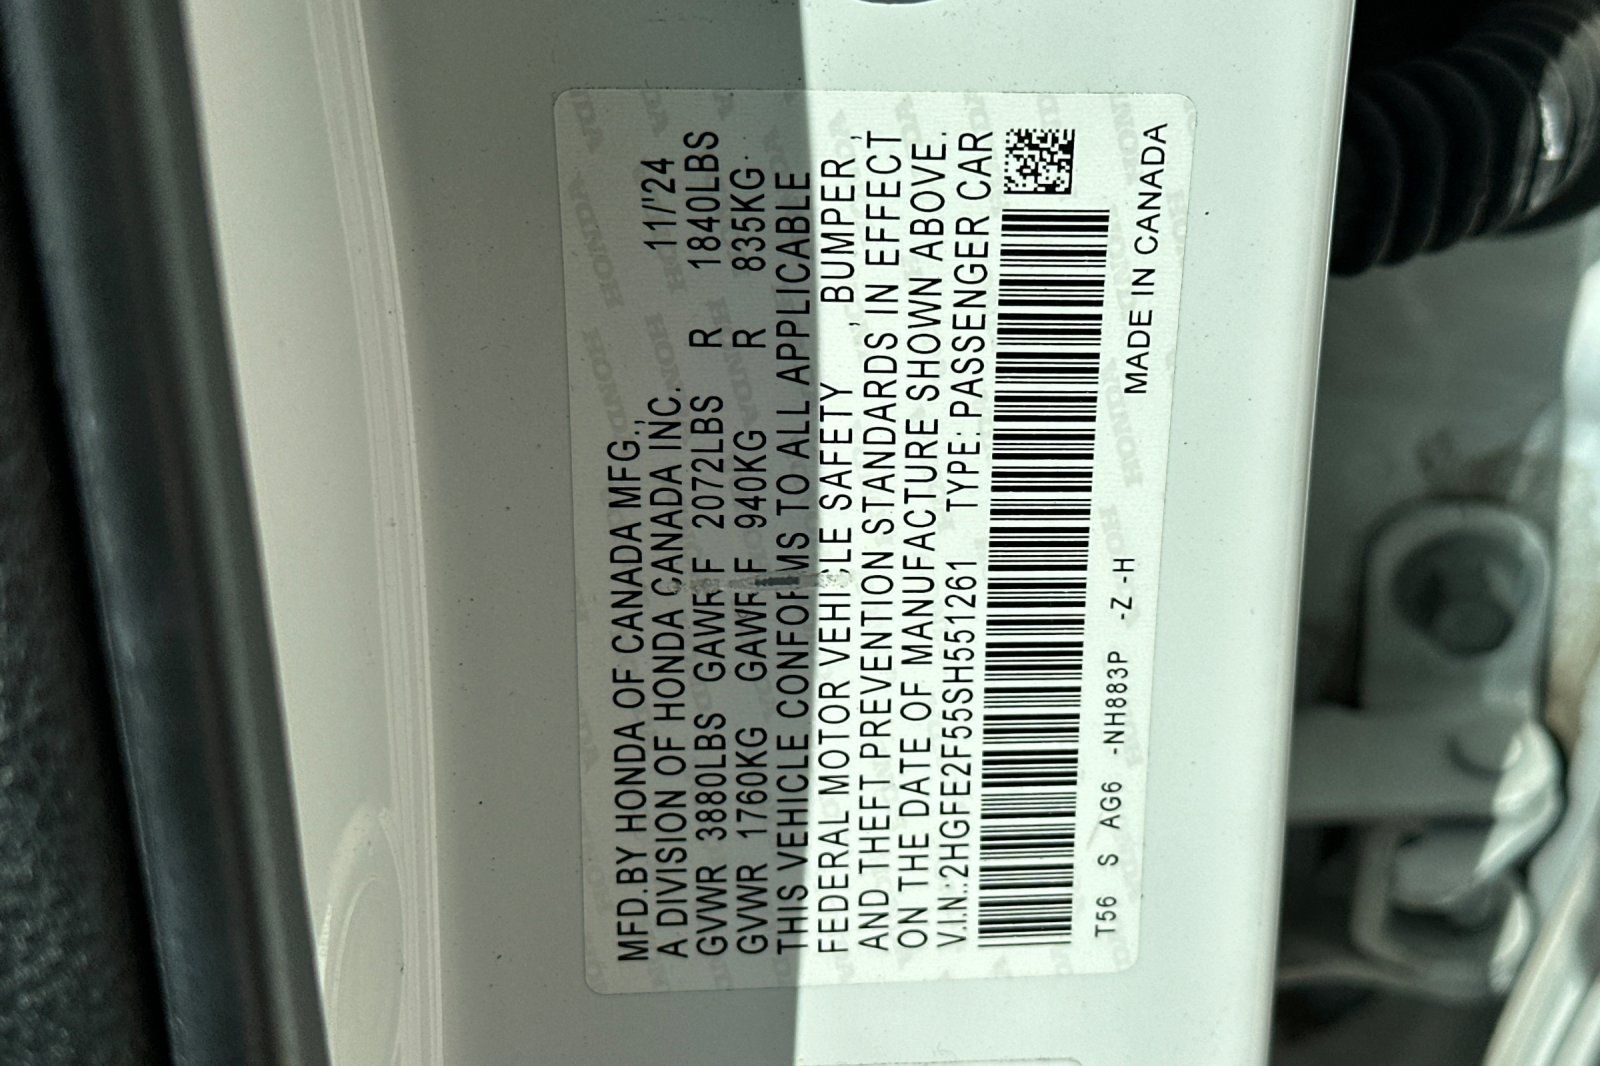 MFD.BY HONDA OF CANADA MFG., 11/'24
A DIVISION OF HONDA CANADA INC.
GVWR 3880LBS GAWR F 2072LBS R 1840LBS
GVWR 1760KG GAWR F 940KG R 835KG.
THIS VEHICLE CONFORMS TO ALL APPLICABLE
FEDERAL MOTOR VEHICLE SAFETY , BUMPER ,
AND THEFT PREVENTION STANDARDS IN EFFECT
ON THE DATE OF MANUFACTURE SHOWN ABOVE.
V.I.N.:2HGFE2F55SH551261 TYPE: PASSENGER CAR
T56 S AG6 -NH883P -Z -H
MADE IN CANADA